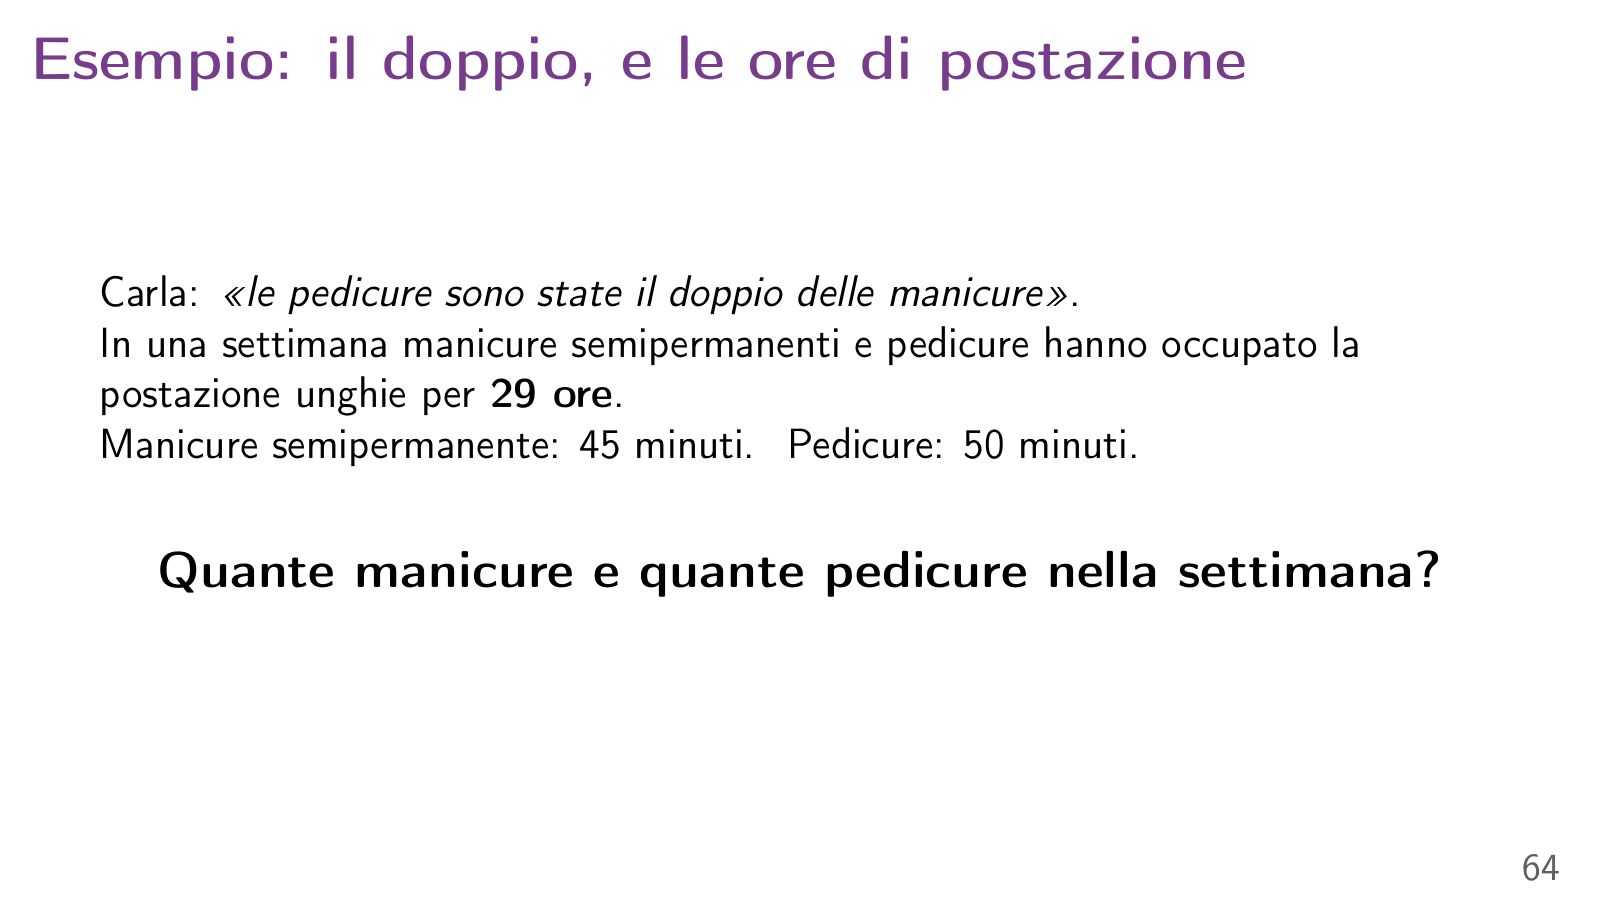 Esempio: il doppio, e le ore di postazione
Carla: «le pedicure sono state il doppio delle manicure».
In una settimana manicure semipermanenti e pedicure hanno occupato la
postazione unghie per 29 ore.
Manicure semipermanente: 45 minuti. Pedicure: 50 minuti.
Quante manicure e quante pedicure nella settimana?
64